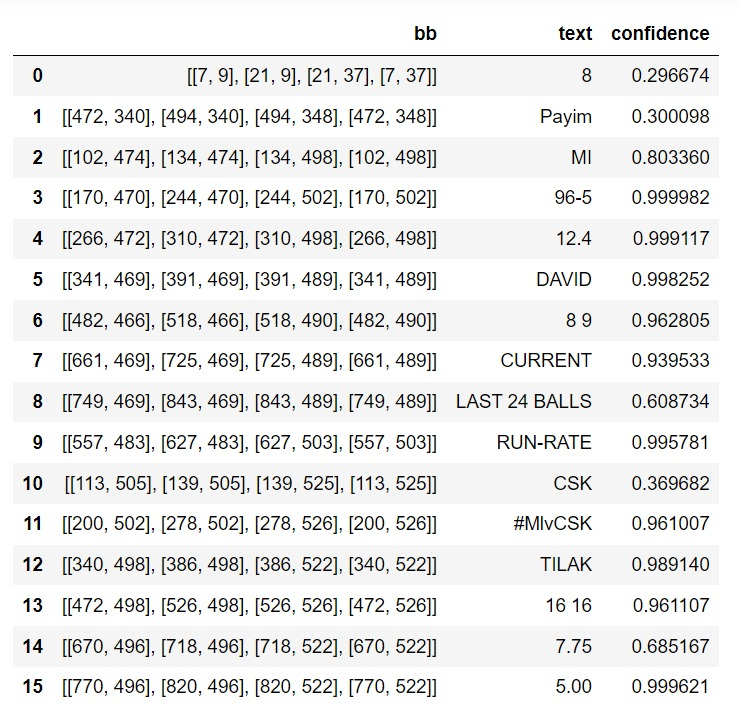 bb text confidence
0 [[7, 9], [21, 9], [21, 37], [7, 37]] 8 0.296674
1 [[472, 340], [494, 340], [494, 348], [472, 348]] Payim 0.300098
2 [[102, 474], [134, 474], [134, 498], [102, 498]] MI 0.803360
3 [[170, 470], [244, 470], [244, 502], [170, 502]] 96-5 0.999982
4 [[266, 472], [310, 472], [310, 498], [266, 498]] 12.4 0.999117
5 [[341, 469], [391, 469], [391, 489], [341, 489]] DAVID 0.998252
6 [[482, 466], [518, 466], [518, 490], [482, 490]] 8 9 0.962805
7 [[661, 469], [725, 469], [725, 489], [661, 489]] CURRENT 0.939533
8 [[749, 469], [843, 469], [843, 489], [749, 489]] LAST 24 BALLS 0.608734
9 [[557, 483], [627, 483], [627, 503], [557, 503]] RUN-RATE 0.995781
10 [[113, 505], [139, 505], [139, 525], [113, 525]] CSK 0.369682
11 [[200, 502], [278, 502], [278, 526], [200, 526]] #MIvCSK 0.961007
12 [[340, 498], [386, 498], [386, 522], [340, 522]] TILAK 0.989140
13 [[472, 498], [526, 498], [526, 526], [472, 526]] 16 16 0.961107
14 [[670, 496], [718, 496], [718, 522], [670, 522]] 7.75 0.685167
15 [[770, 496], [820, 496], [820, 522], [770, 522]] 5.00 0.999621